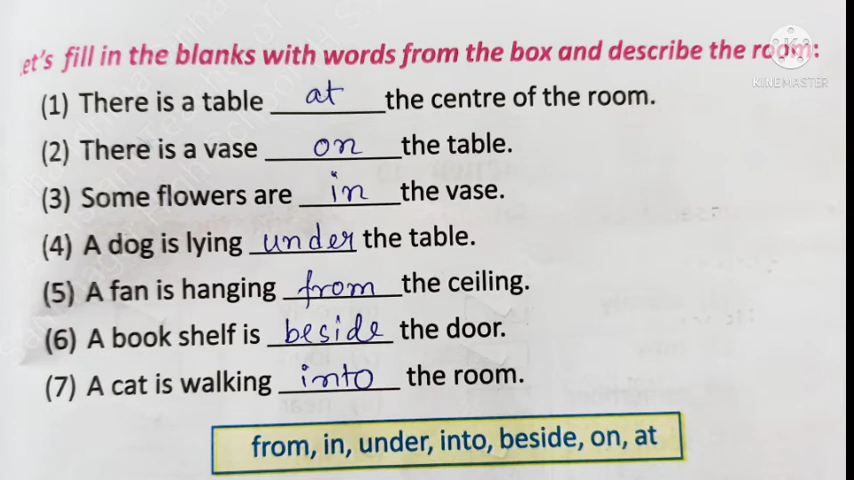 et's fill in the blanks with words from the box and describe the room:
KINEMASTER
(1) There is a table at the centre of the room.
(2) There is a vase on the table.
(3) Some flowers are in the vase.
(4) A dog is lying under the table.
(5) A fan is hanging from the ceiling.
(6) A book shelf is beside the door.
(7) A cat is walking into the room.
from, in, under, into, beside, on, at